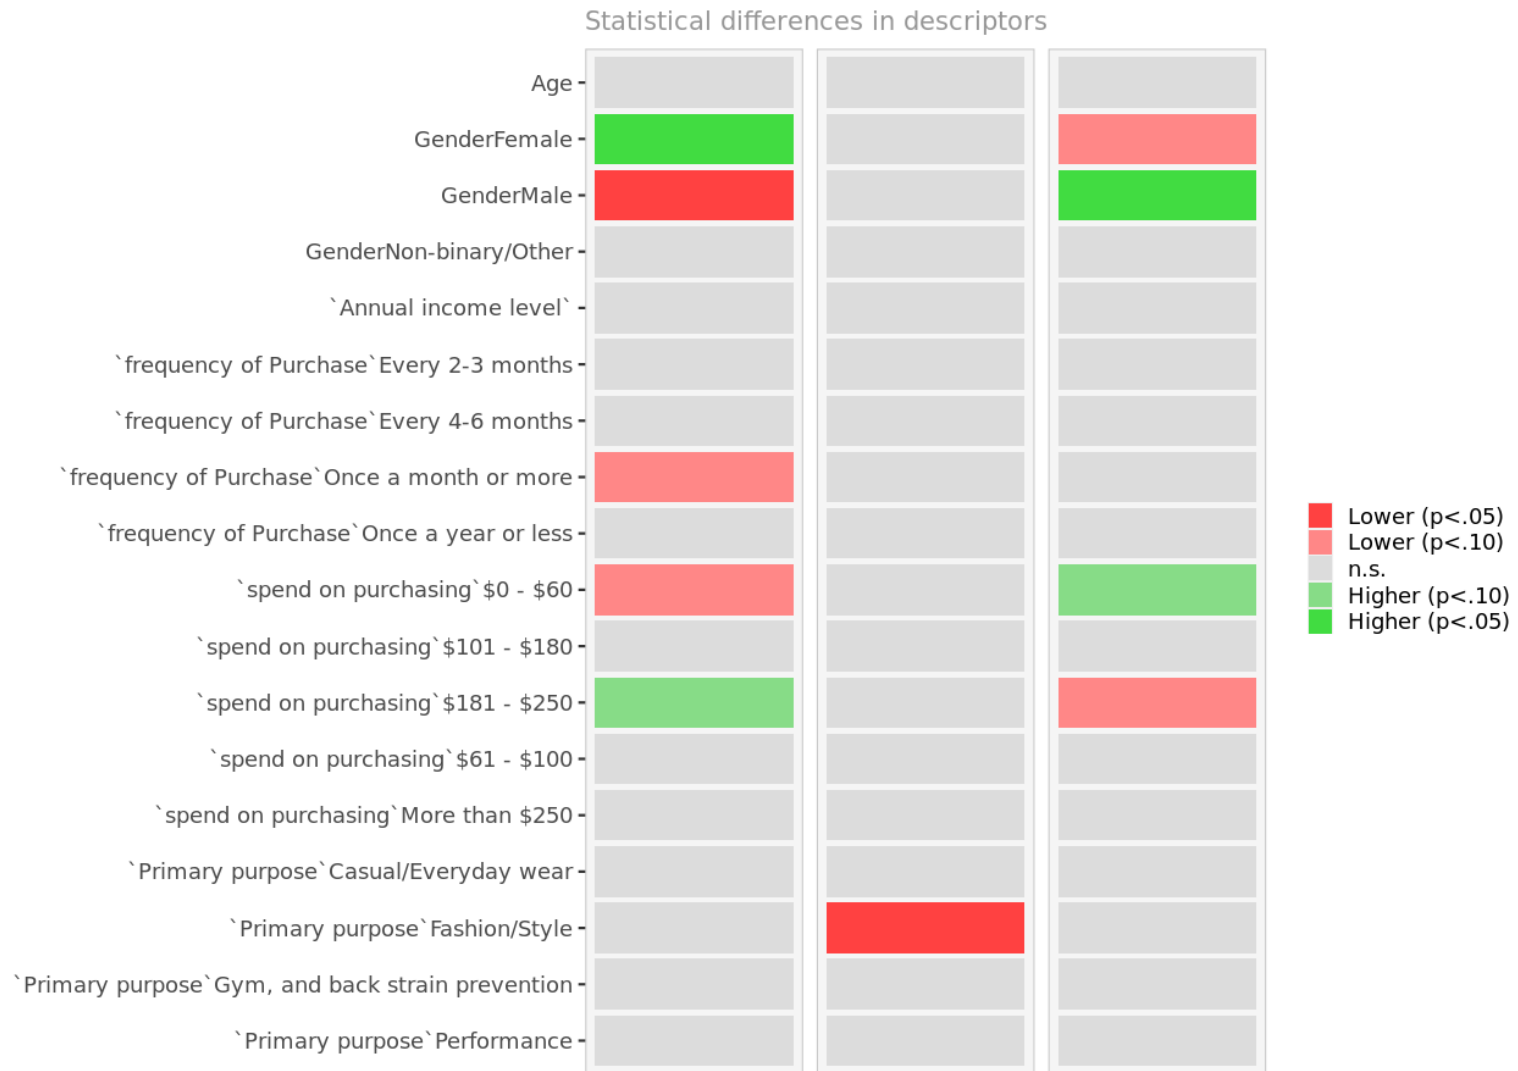 Statistical differences in descriptors
Age
GenderFemale
GenderMale
GenderNon-binary/Other
`Annual income level`
`frequency of Purchase`Every 2-3 months
`frequency of Purchase`Every 4-6 months
`frequency of Purchase`Once a month or more
`frequency of Purchase`Once a year or less
`spend on purchasing`$0 - $60
`spend on purchasing`$101 - $180
`spend on purchasing`$181 - $250
`spend on purchasing`$61 - $100
`spend on purchasing`More than $250
`Primary purpose`Casual/Everyday wear
`Primary purpose`Fashion/Style
`Primary purpose`Gym, and back strain prevention
`Primary purpose`Performance
Lower (p<.05)
Lower (p<.10)
n.s.
Higher (p<.10)
Higher (p<.05)